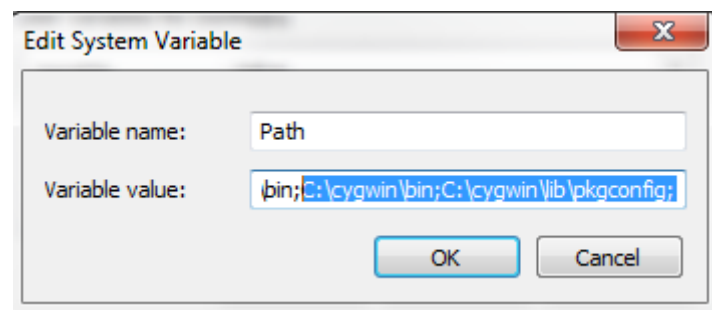 Edit System Variable
Variable name: Path
Variable value: \bin;C:\cygwin\bin;C:\cygwin\lib\pkgconfig;
OK Cancel